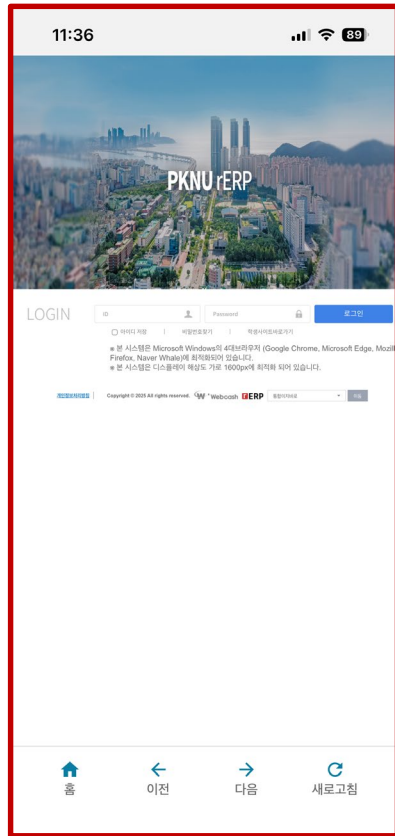 11:36
89
PKNU rERP
LOGIN
ID
Password
로그인
아이디 저장 | 비밀번호찾기 | 학생사이트바로가기
※ 본 시스템은 Microsoft Windows의 4대브라우저 (Google Chrome, Microsoft Edge, Mozill
Firefox, Naver Whale)에 최적화되어 있습니다.
※ 본 시스템은 디스플레이 해상도 가로 1600px에 최적화 되어 있습니다.
개인정보처리방침 | Copyright © 2025 All rights reserved. Webcash rERP
홈
이전
다음
새로고침